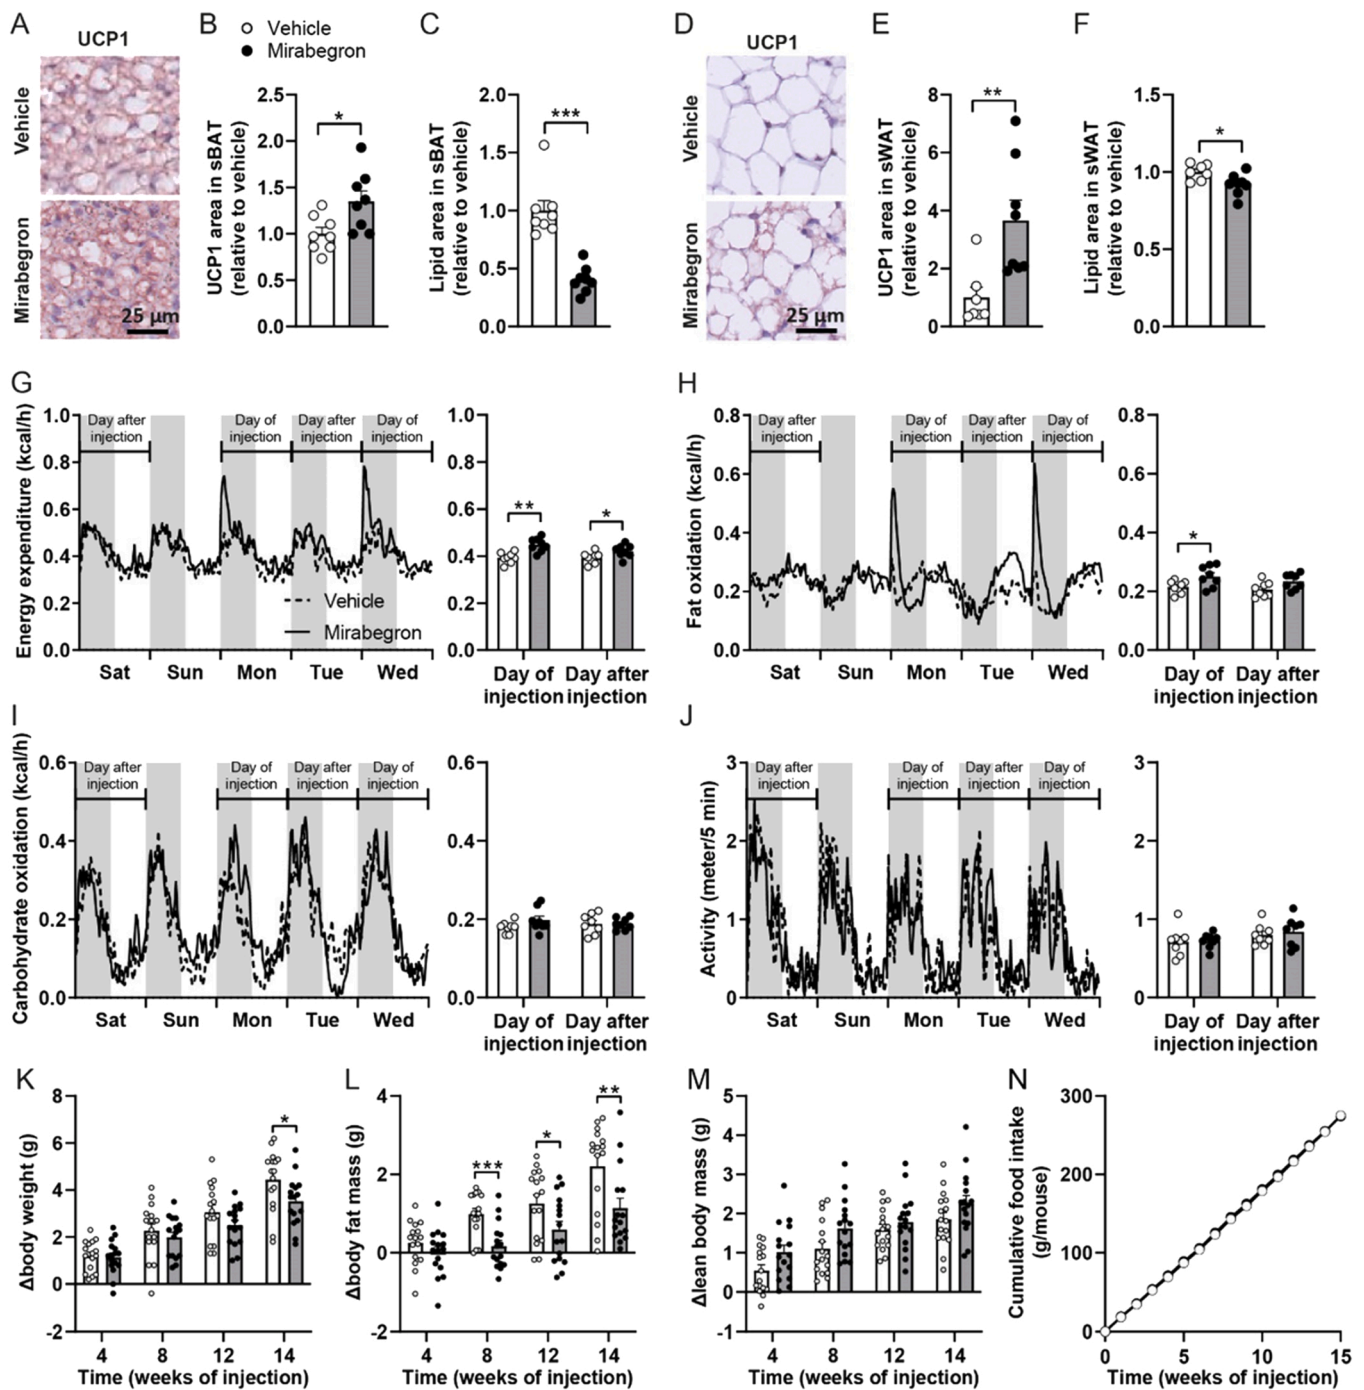 A
UCP1
Vehicle
Mirabegron
25 µm
B
Vehicle
Mirabegron
UCP1 area in sBAT
(relative to vehicle)
2.5
2.0
1.5
1.0
0.5
0.0
*
C
Lipid area in sBAT
(relative to vehicle)
2.0
1.5
1.0
0.5
0.0
***
D
UCP1
Vehicle
Mirabegron
25 µm
E
UCP1 area in sWAT
(relative to vehicle)
8
6
4
2
0
**
F
Lipid area in sWAT
(relative to vehicle)
1.5
1.0
0.5
0.0
*
G
Energy expenditure (kcal/h)
1.0
0.8
0.6
0.4
0.2
0.0
Day after
injection
Day of
injection
Day after
injection
Day of
injection
Vehicle
Mirabegron
Sat Sun Mon Tue Wed
1.0
0.8
0.6
0.4
0.2
0.0
**
*
Day of
injection
Day after
injection
H
Fat oxidation (kcal/h)
0.8
0.6
0.4
0.2
0.0
Day after
injection
Day of
injection
Day after
injection
Day of
injection
Sat Sun Mon Tue Wed
0.8
0.6
0.4
0.2
0.0
*
Day of
injection
Day after
injection
I
Carbohydrate oxidation (kcal/h)
0.6
0.4
0.2
0.0
Day after
injection
Day of
injection
Day after
injection
Day of
injection
Sat Sun Mon Tue Wed
0.6
0.4
0.2
0.0
Day of
injection
Day after
injection
J
Activity (meter/5 min)
3
2
1
0
Day after
injection
Day of
injection
Day after
injection
Day of
injection
Sat Sun Mon Tue Wed
3
2
1
0
Day of
injection
Day after
injection
K
Δbody weight (g)
8
6
4
2
0
-2
*
4 8 12 14
Time (weeks of injection)
L
Δbody fat mass (g)
4
2
0
-2
***
*
**
4 8 12 14
Time (weeks of injection)
M
Δlean body mass (g)
5
4
3
2
1
0
-1
4 8 12 14
Time (weeks of injection)
N
Cumulative food intake
(g/mouse)
300
200
100
0
0 5 10 15
Time (weeks of injection)